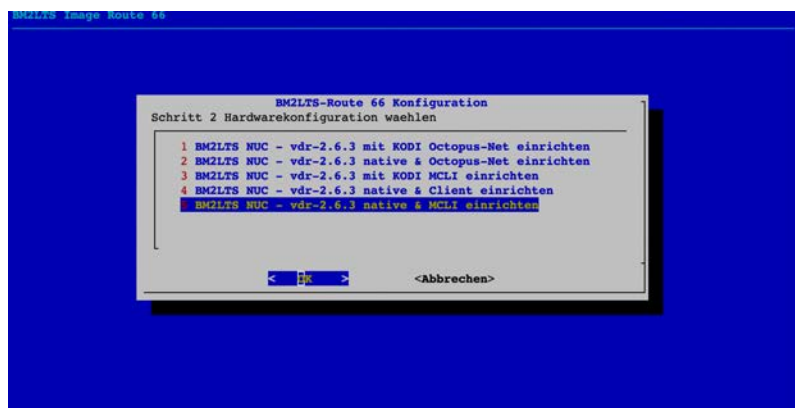 BM2LTS Image Route 66
BM2LTS-Route 66 Konfiguration
Schritt 2 Hardwarekonfiguration waehlen
1 BM2LTS NUC - vdr-2.6.3 mit KODI Octopus-Net einrichten
2 BM2LTS NUC - vdr-2.6.3 native & Octopus-Net einrichten
3 BM2LTS NUC - vdr-2.6.3 mit KODI MCLI einrichten
4 BM2LTS NUC - vdr-2.6.3 native & Client einrichten
5 BM2LTS NUC - vdr-2.6.3 native & MCLI einrichten
< OK > <Abbrechen>